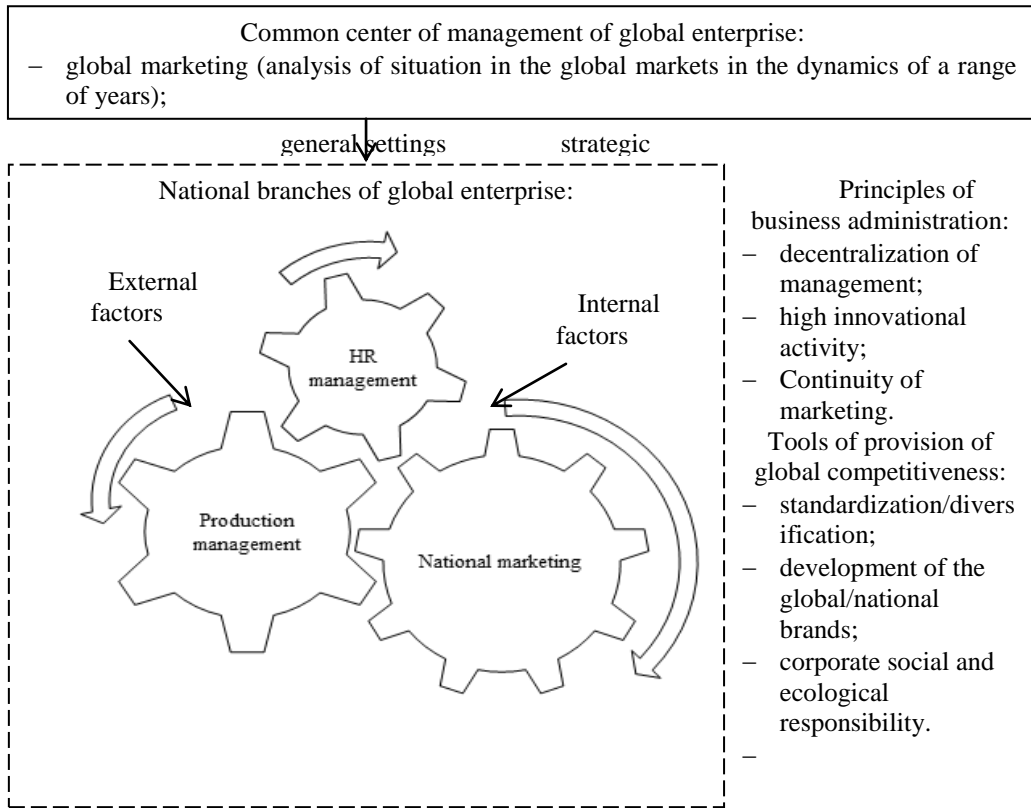 Common center of management of global enterprise:
– global marketing (analysis of situation in the global markets in the dynamics of a range
of years);
general settings strategic
National branches of global enterprise:
External
factors
Internal
factors
HR
management
Production
management
National marketing
Principles of
business administration:
– decentralization of
management;
– high innovational
activity;
– Continuity of
marketing.
Tools of provision of
global competitiveness:
– standardization/divers
ification;
– development of the
global/national
brands;
– corporate social and
ecological
responsibility.
–